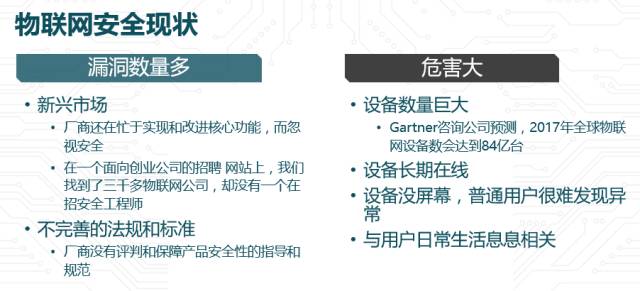 物联网安全现状
漏洞数量多
• 新兴市场
• 厂商还在忙于实现和改进核心功能，而忽
视安全
• 在一个面向创业公司的招聘 网站上，我们
找到了三千多物联网公司，却没有一个在
招安全工程师
• 不完善的法规和标准
• 厂商没有评判和保障产品安全性的指导和
规范
危害大
• 设备数量巨大
• Gartner咨询公司预测，2017年全球物联
网设备数会达到84亿台
• 设备长期在线
• 设备没屏幕，普通用户很难发现异
常
• 与用户日常生活息息相关